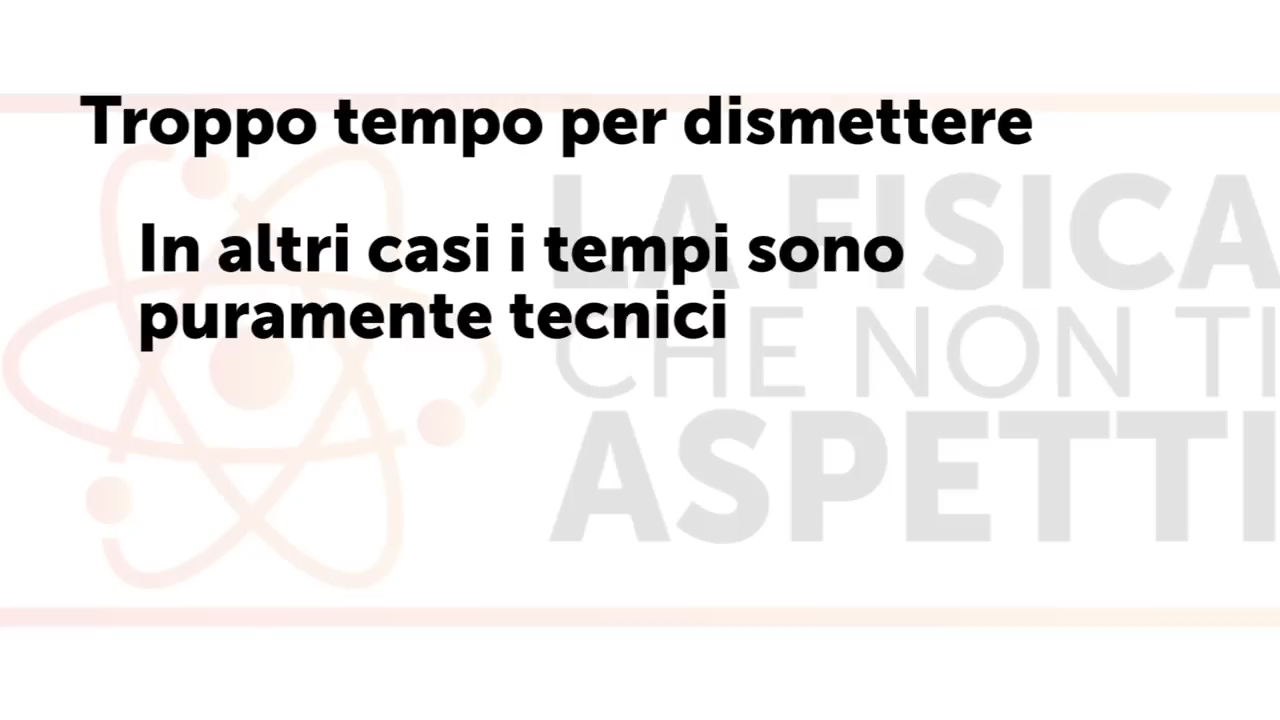 Troppo tempo per dismettere
In altri casi i tempi sono
puramente tecnici
LA FISICA
CHE NON TI
ASPETTI